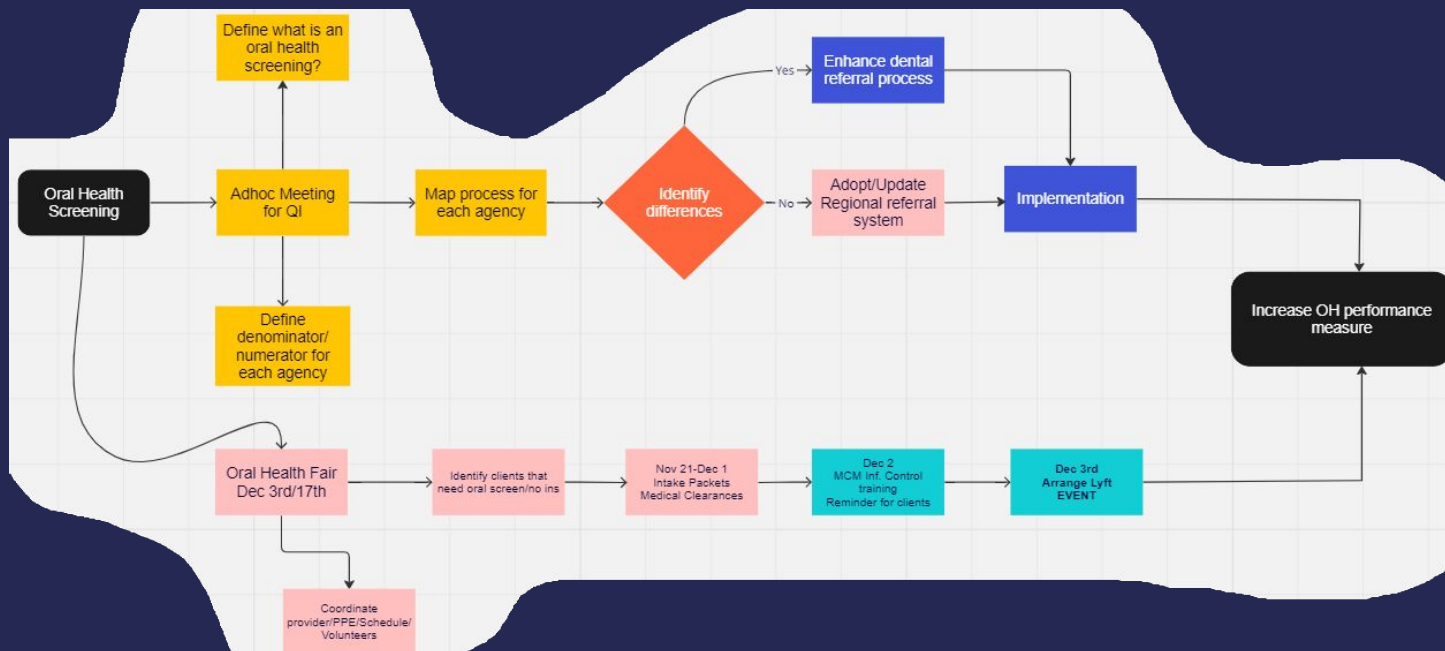 Define what is an
oral health
screening?
Yes
Enhance dental
referral process
Oral Health
Screening
Adhoc Meeting
for QI
Map process for
each agency
Identify
differences
No
Adopt/Update
Regional referral
system
Implementation
Define
denominator/
numerator for
each agency
Increase OH performance
measure
Oral Health Fair
Dec 3rd/17th
Identify clients that
need oral screen/no ins
Nov 21-Dec 1
Intake Packets
Medical Clearances
Dec 2
MCM Inf. Control
training
Reminder for clients
Dec 3rd
Arrange Lyft
EVENT
Coordinate
provider/PPE/Schedule/
Volunteers